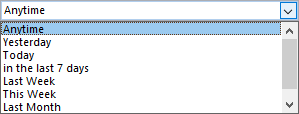 Anytime
Anytime
Yesterday
Today
in the last 7 days
Last Week
This Week
Last Month